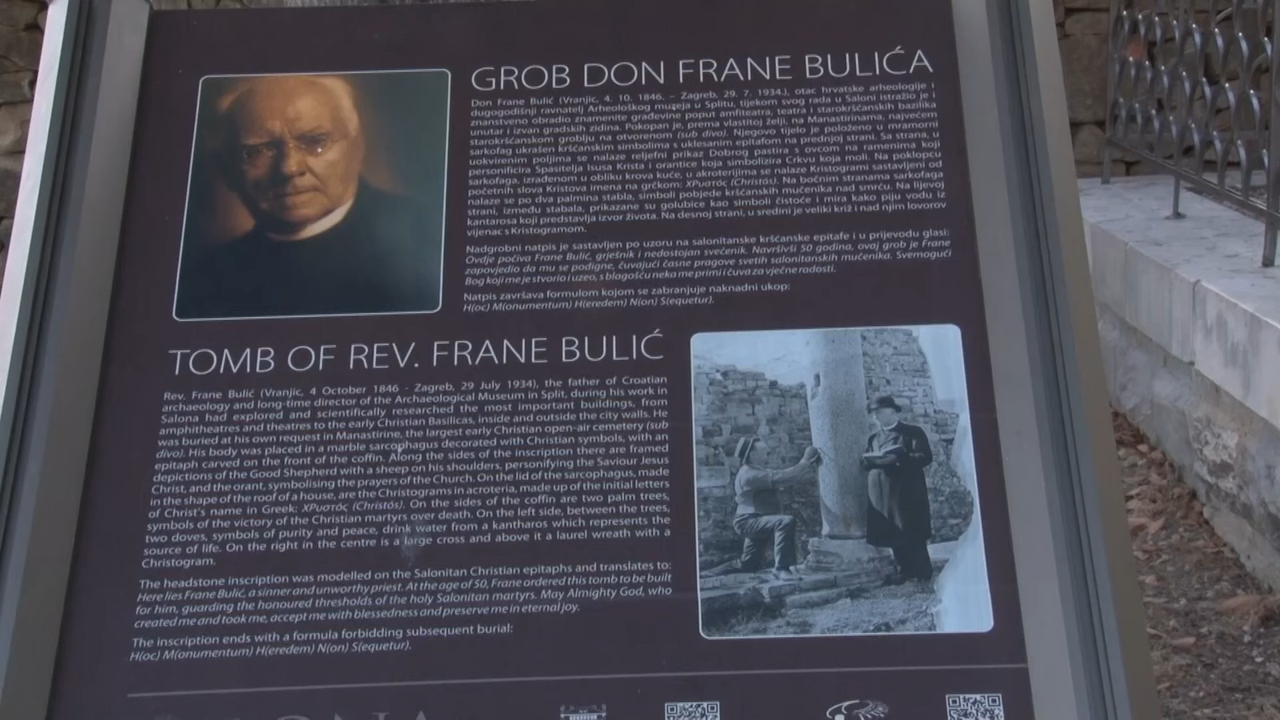 GROB DON FRANE BULIĆA
Don Frane Bulić (Vranjic, 4. 10. 1846. – Zagreb, 29. 7. 1934.), otac hrvatske arheologije i
dugogodišnji ravnatelj Arheološkog muzeja u Splitu, tijekom svog rada u Saloni istražio je i
znanstveno obradio znamenite građevine poput amfiteatra, teatra i starokršćanskih bazilika
unutar i izvan gradskih zidina. Pokopan je, prema vlastitoj želji, na Manastirinama, najvećem
starokršćanskom groblju na otvorenom (sub divo). Njegovo tijelo je položeno u mramorni
sarkofag ukrašen kršćanskim simbolima s uklesanim epitafom na prednjoj strani. Sa strana, u
uokvirenim poljima se nalaze reljefni prikaz Dobrog pastira s ovcom na ramenima koji
personificira Spasitelja Isusa Krista i orantice koja simbolizira Crkvu koja moli. Na poklopcu
sarkofaga, izrađenom u obliku krova kuće, u akroterijima se nalaze Kristogrami sastavljeni od
početnih slova Kristova imena na grčkom: XPυστός (Christós). Na bočnim stranama sarkofaga
nalaze se po dva palmina stabla, simboli pobjede kršćanskih mučenika nad smrću. Na lijevoj
strani, između stabala, prikazane su golubice kao simboli čistoće i mira kako piju vodu iz
kantarosa koji predstavlja izvor života. Na desnoj strani, u sredini je veliki križ i nad njim lovorov
vijenac s Kristogramom.
Nadgrobni natpis je sastavljen po uzoru na salonitanske kršćanske epitafe i u prijevodu glasi:
Ovdje počiva Frane Bulić, grješnik i nedostojan svećenik. Navršivši 50 godina, ovaj grob je Frane
zapovjedio da mu se podigne, čuvajući časne pragove svetih salonitanskih mučenika. Svemogući
Bog koji me je stvorio i uzeo, s blagošću neka me primi i čuva za vječne radosti.
Natpis završava formulom kojom se zabranjuje naknadni ukop:
H(oc) M(onumentum) H(eredem) N(on) S(equetur).
TOMB OF REV. FRANE BULIĆ
Rev. Frane Bulić (Vranjic, 4 October 1846 - Zagreb, 29 July 1934), the father of Croatian
archaeology and long-time director of the Archaeological Museum in Split, during his work in
Salona had explored and scientifically researched the most important buildings, from
amphitheatres and theatres to the early Christian Basilicas, inside and outside the city walls. He
was buried at his own request in Manastirine, the largest early Christian open-air cemetery (sub
divo). His body was placed in a marble sarcophagus decorated with Christian symbols, with an
epitaph carved on the front of the coffin. Along the sides of the inscription there are framed
depictions of the Good Shepherd with a sheep on his shoulders, personifying the Saviour Jesus
Christ, and the orant, symbolising the prayers of the Church. On the lid of the sarcophagus, made
in the shape of the roof of a house, are the Christograms in acroteria, made up of the initial letters
of Christ's name in Greek: XPυστός (Christós). On the sides of the coffin are two palm trees,
symbols of the victory of the Christian martyrs over death. On the left side, between the trees,
two doves, symbols of purity and peace, drink water from a kantharos which represents the
source of life. On the right in the centre is a large cross and above it a laurel wreath with a
Christogram.
The headstone inscription was modelled on the Salonitan Christian epitaphs and translates to:
Here lies Frane Bulić, a sinner and unworthy priest. At the age of 50, Frane ordered this tomb to be built
for him, guarding the honoured thresholds of the holy Salonitan martyrs. May Almighty God, who
created me and took me, accept me with blessedness and preserve me in eternal joy.
The inscription ends with a formula forbidding subsequent burial:
H(oc) M(onumentum) H(eredem) N(on) S(equetur).